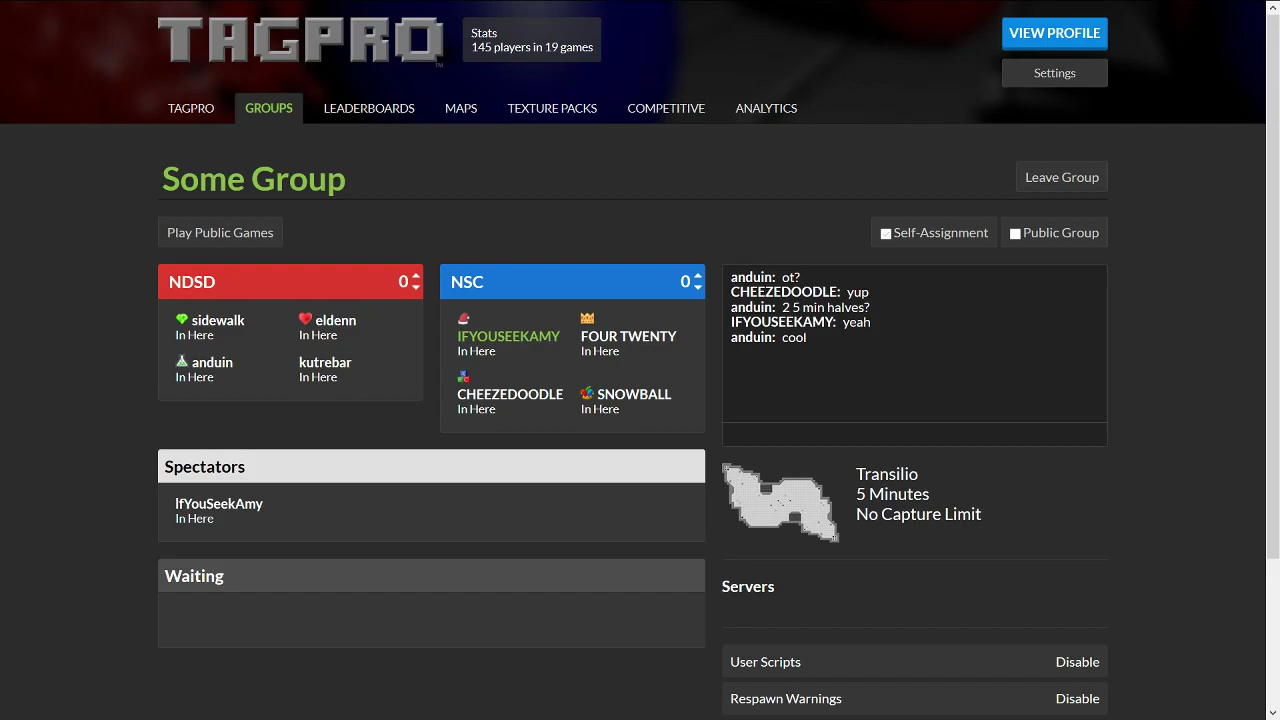 TAGPRO
TM
Stats
145 players in 19 games
VIEW PROFILE
Settings
TAGPRO
GROUPS
LEADERBOARDS
MAPS
TEXTURE PACKS
COMPETITIVE
ANALYTICS
Some Group
Leave Group
Play Public Games
Self-Assignment
Public Group
NDSD 0
sidewalk
In Here
eldenn
In Here
anduin
In Here
kutrebar
In Here
NSC 0
IFYOUSEEKAMY
In Here
FOUR TWENTY
In Here
CHEEZEDOODLE
In Here
SNOWBALL
In Here
anduin: ot?
CHEEZEDOODLE: yup
anduin: 2 5 min halves?
IFYOUSEEKAMY: yeah
anduin: cool
Spectators
IfYouSeekAmy
In Here
Waiting
Transilio
5 Minutes
No Capture Limit
Servers
User Scripts Disable
Respawn Warnings Disable